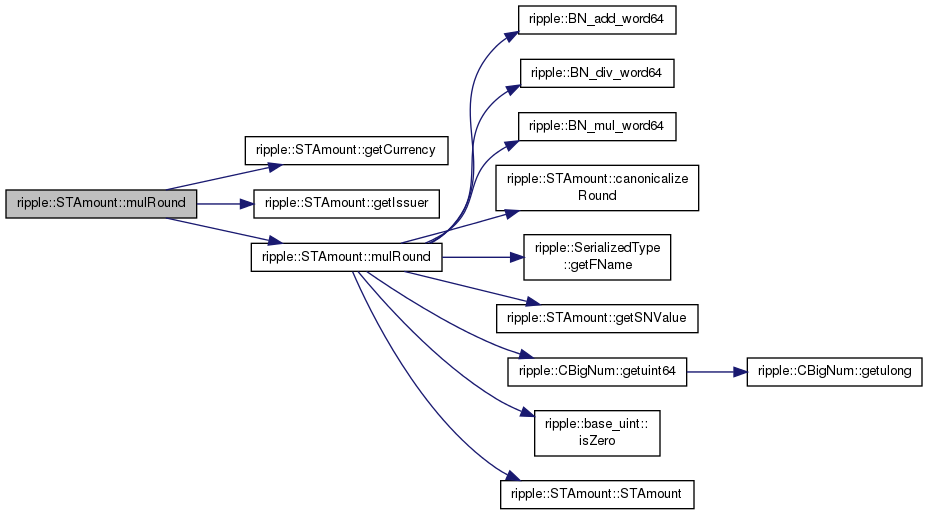 ripple::BN_add_word64
ripple::BN_div_word64
ripple::BN_mul_word64
ripple::STAmount::getCurrency
ripple::STAmount::canonicalize
Round
ripple::STAmount::mulRound
ripple::STAmount::getIssuer
ripple::STAmount::mulRound
ripple::SerializedType
::getFName
ripple::STAmount::getSNValue
ripple::CBigNum::getuint64
ripple::CBigNum::getulong
ripple::base_uint::
isZero
ripple::STAmount::STAmount